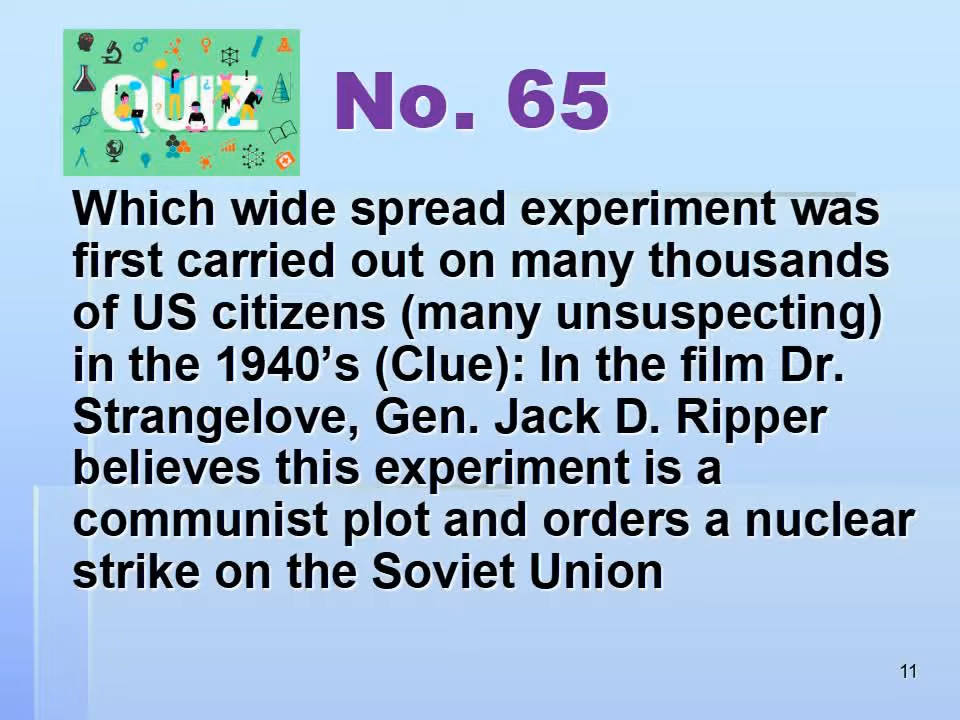 QUIZ
No. 65
Which wide spread experiment was
first carried out on many thousands
of US citizens (many unsuspecting)
in the 1940’s (Clue): In the film Dr.
Strangelove, Gen. Jack D. Ripper
believes this experiment is a
communist plot and orders a nuclear
strike on the Soviet Union
11